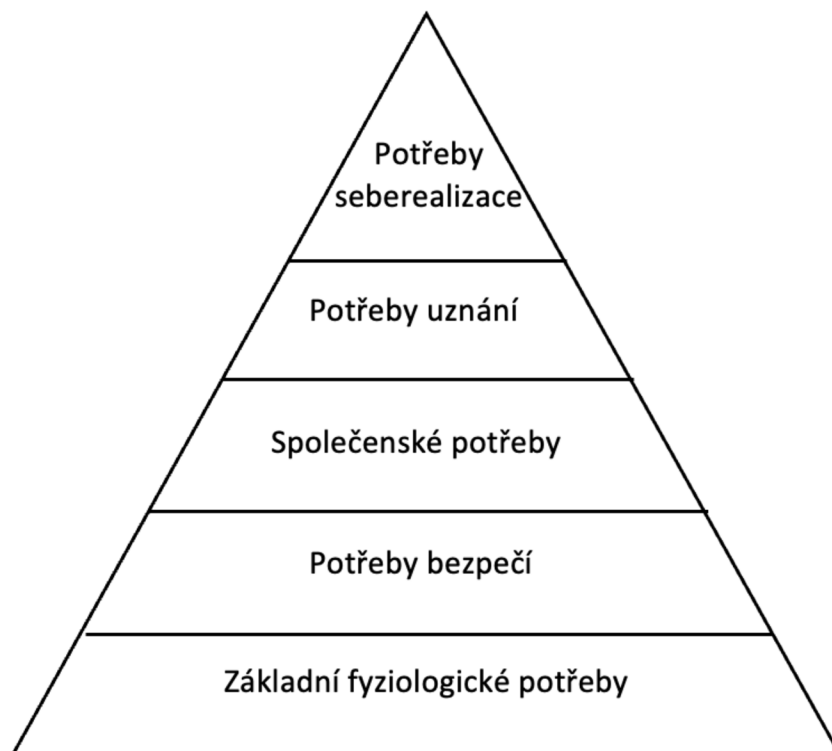 Potřeby
seberealizace
Potřeby uznání
Společenské potřeby
Potřeby bezpečí
Základní fyziologické potřeby